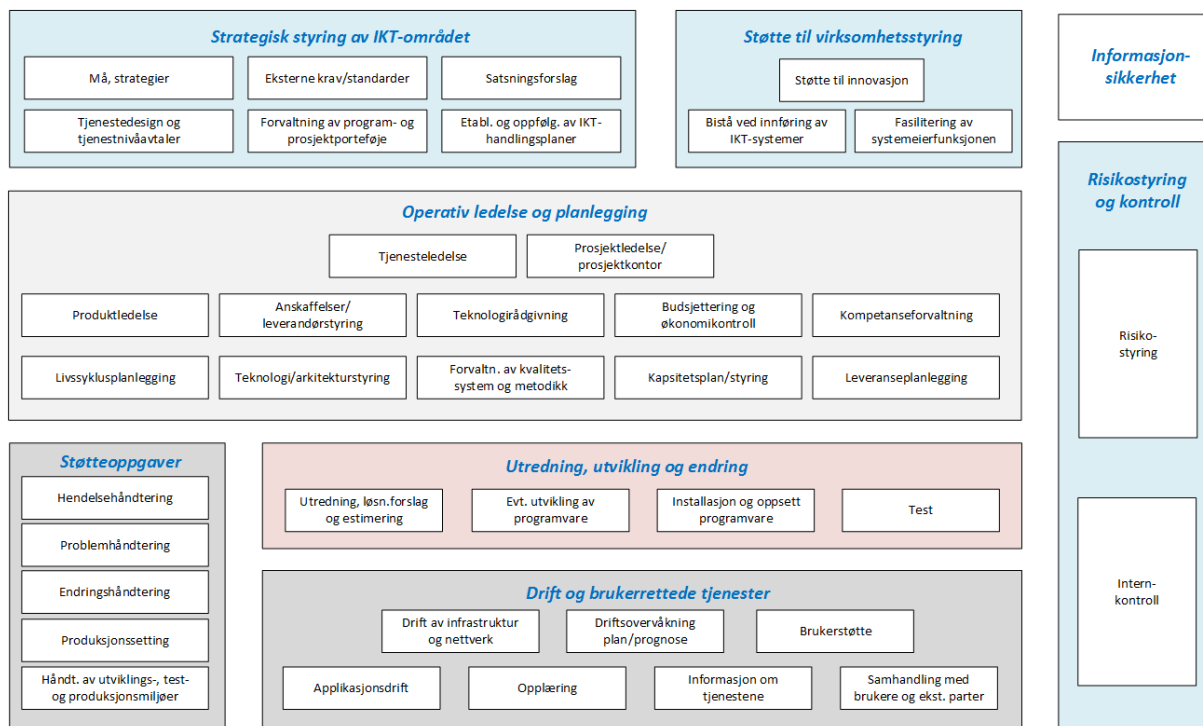 Strategisk styring av IKT-området
Må, strategier
Eksterne krav/standarder
Satsningsforslag
Tjenestedesign og
tjenstnivåavtaler
Forvaltning av program- og
prosjektporteføje
Etabl. og oppfølg. av IKT-
handlingsplaner
Støtte til virksomhetsstyring
Støtte til innovasjon
Bistå ved innføring av
IKT-systemer
Fasilitering av
systemeierfunksjonen
Informasjon-
sikkerhet
Operativ ledelse og planlegging
Tjenesteledelse
Prosjektledelse/
prosjektkontor
Produktledelse
Anskaffelser/
leverandørstyring
Teknologirådgivning
Budsjettering og
økonomikontroll
Kompetanseforvaltning
Livssyklusplanlegging
Teknologi/arkitekturstyring
Forvaltn. av kvalitets-
system og metodikk
Kapsitetsplan/styring
Leveranseplanlegging
Risikostyring
og kontroll
Risiko-
styring
Intern-
kontroll
Støtteoppgaver
Hendelsehåndtering
Problemhåndtering
Endringshåndtering
Produksjonssetting
Håndt. av utviklings-, test-
og produksjonsmiljøer
Utredning, utvikling og endring
Utredning, løsn.forslag
og estimering
Evt. utvikling av
programvare
Installasjon og oppsett
programvare
Test
Drift og brukerrettede tjenester
Drift av infrastruktur
og nettverk
Driftsovervåkning
plan/prognose
Brukerstøtte
Applikasjonsdrift
Opplæring
Informasjon om
tjenestene
Samhandling med
brukere og ekst. parter